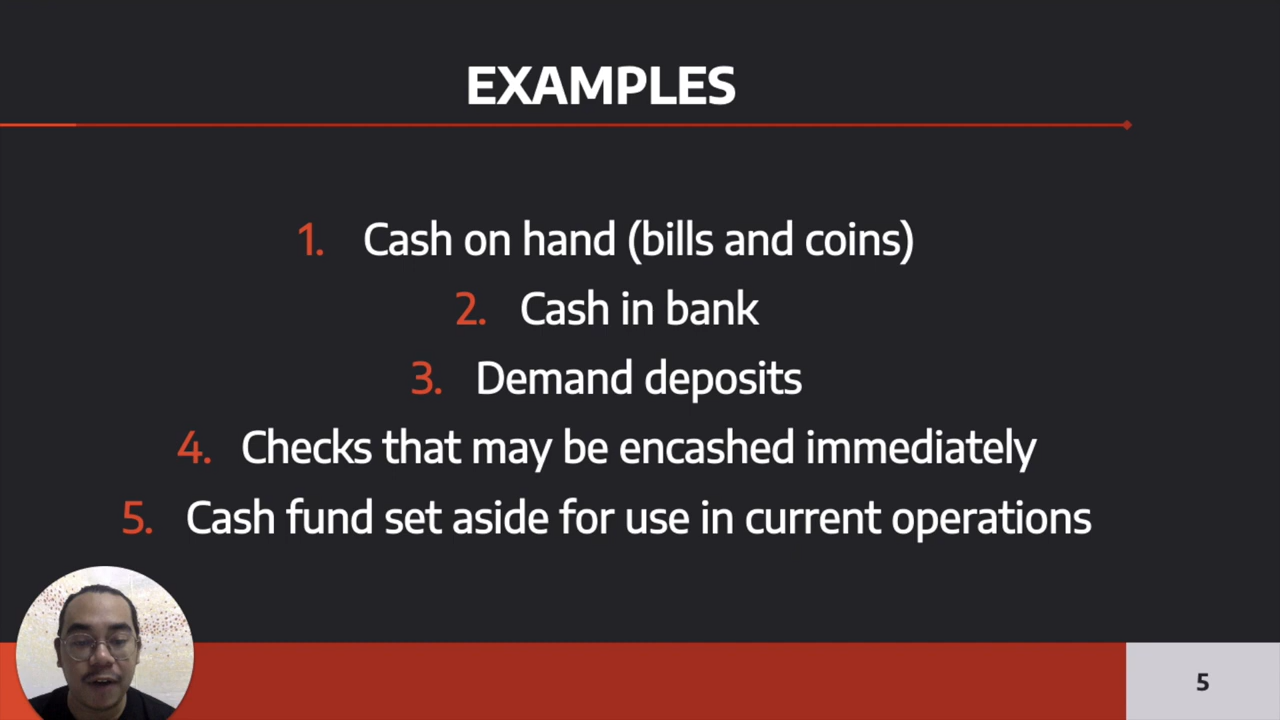 EXAMPLES
1. Cash on hand (bills and coins)
2. Cash in bank
3. Demand deposits
4. Checks that may be encashed immediately
5. Cash fund set aside for use in current operations
5